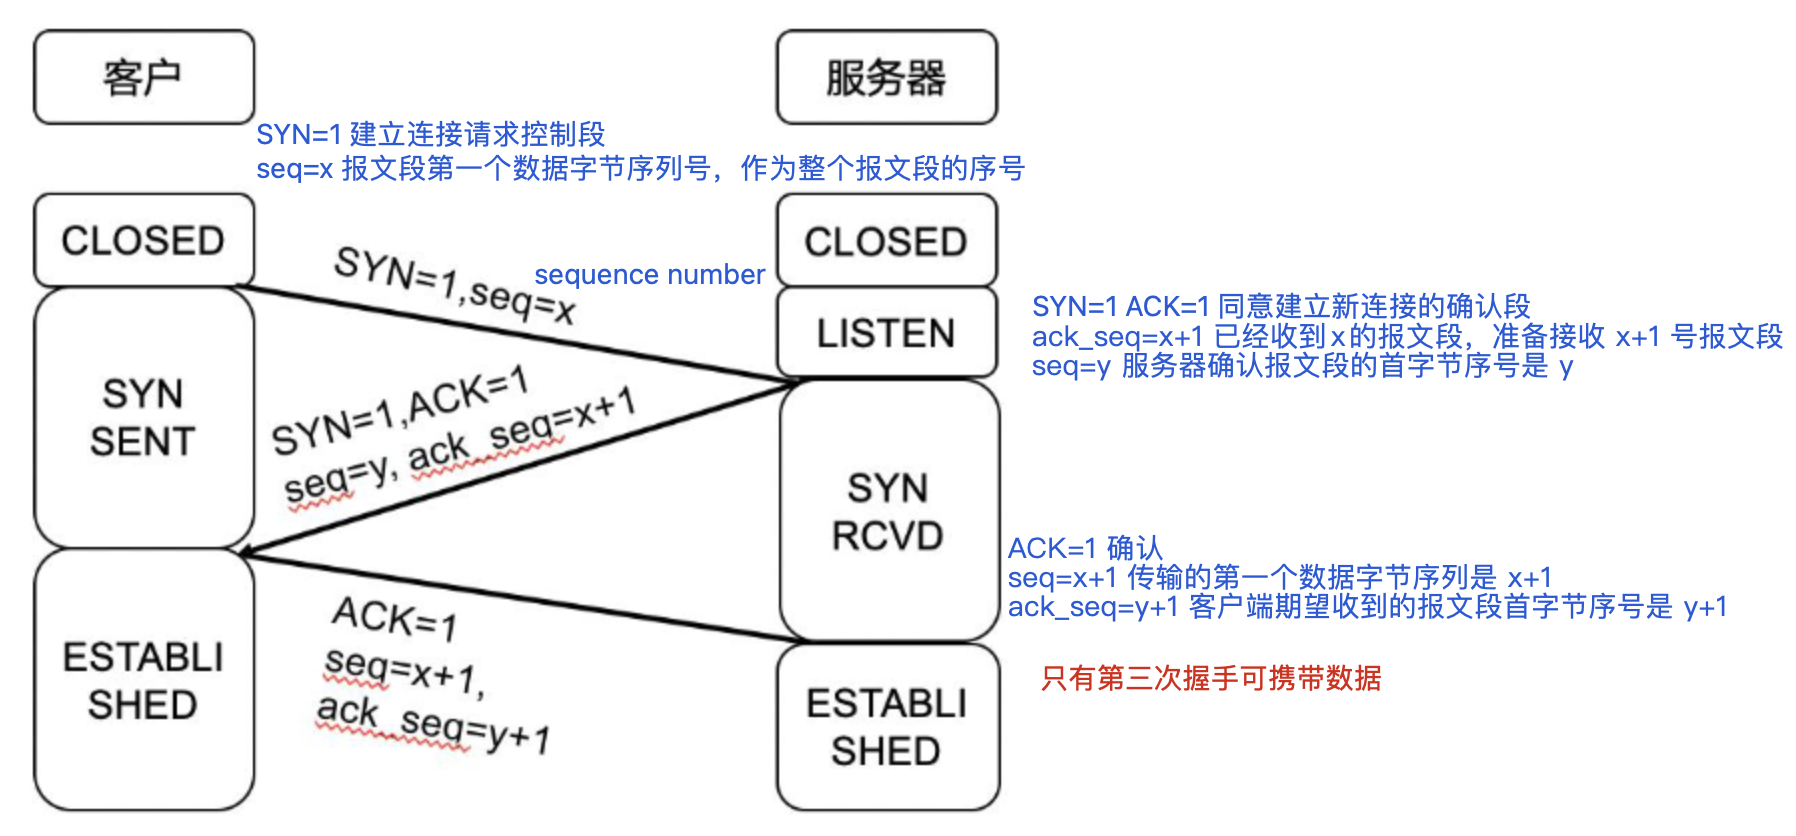 客户
服务器
SYN=1 建立连接请求控制段
seq=x 报文段第一个数据字节序列号，作为整个报文段的序号
CLOSED
CLOSED
SYN=1,seq=x
sequence number
LISTEN
SYN=1 ACK=1 同意建立新连接的确认段
ack_seq=x+1 已经收到x的报文段，准备接收 x+1 号报文段
seq=y 服务器确认报文段的首字节序号是 y
SYN
SENT
SYN=1,ACK=1
seq=y, ack_seq=x+1
SYN
RCVD
ACK=1 确认
seq=x+1 传输的第一个数据字节序列是 x+1
ack_seq=y+1 客户端期望收到的报文段首字节序号是 y+1
ESTABLI
SHED
ACK=1
seq=x+1,
ack_seq=y+1
ESTABLI
SHED
只有第三次握手可携带数据